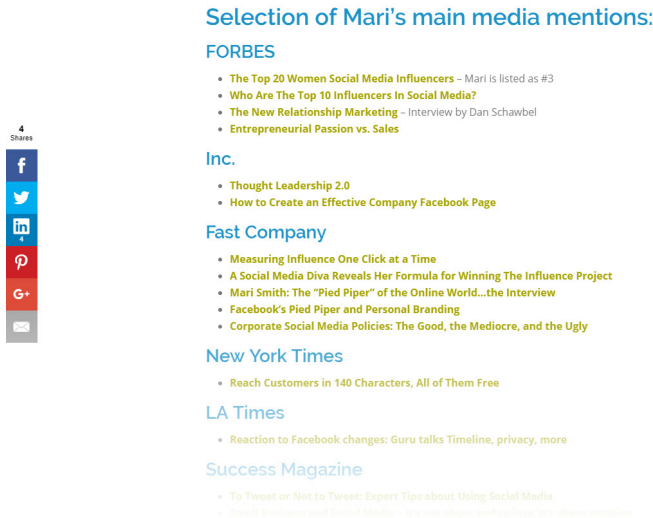 Selection of Mari's main media mentions:
FORBES
The Top 20 Women Social Media Influencers – Mari is listed as #3
Who Are The Top 10 Influencers In Social Media?
The New Relationship Marketing – Interview by Dan Schawbel
Entrepreneurial Passion vs. Sales
4
Shares
Inc.
Thought Leadership 2.0
How to Create an Effective Company Facebook Page
f
in
4
G+
Fast Company
Measuring Influence One Click at a Time
A Social Media Diva Reveals Her Formula for Winning The Influence Project
Mari Smith: The “Pied Piper” of the Online World…the Interview
Facebook's Pied Piper and Personal Branding
Corporate Social Media Policies: The Good, the Mediocre, and the Ugly
New York Times
Reach Customers in 140 Characters, All of Them Free
LA Times
Reaction to Facebook changes: Guru talks Timeline, privacy, more
Success Magazine
To Tweet or Not to Tweet: Expert Tips about Using Social Media